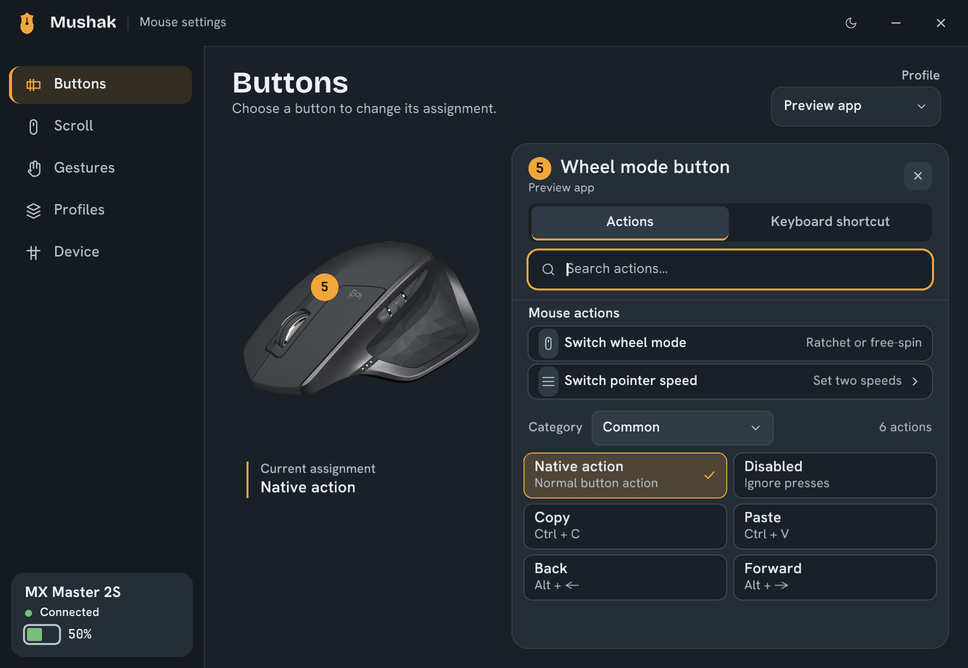 Mushak
Mouse settings
Buttons
Scroll
Gestures
Profiles
Device
MX Master 2S
Connected
50%
Buttons
Choose a button to change its assignment.
Profile
Preview app
5
logi
Current assignment
Native action
5 Wheel mode button
Preview app
Actions
Keyboard shortcut
Search actions...
Mouse actions
Switch wheel mode
Ratchet or free-spin
Switch pointer speed
Set two speeds
Category
Common
6 actions
Native action
Normal button action
Disabled
Ignore presses
Copy
Ctrl + C
Paste
Ctrl + V
Back
Alt + ←
Forward
Alt + →